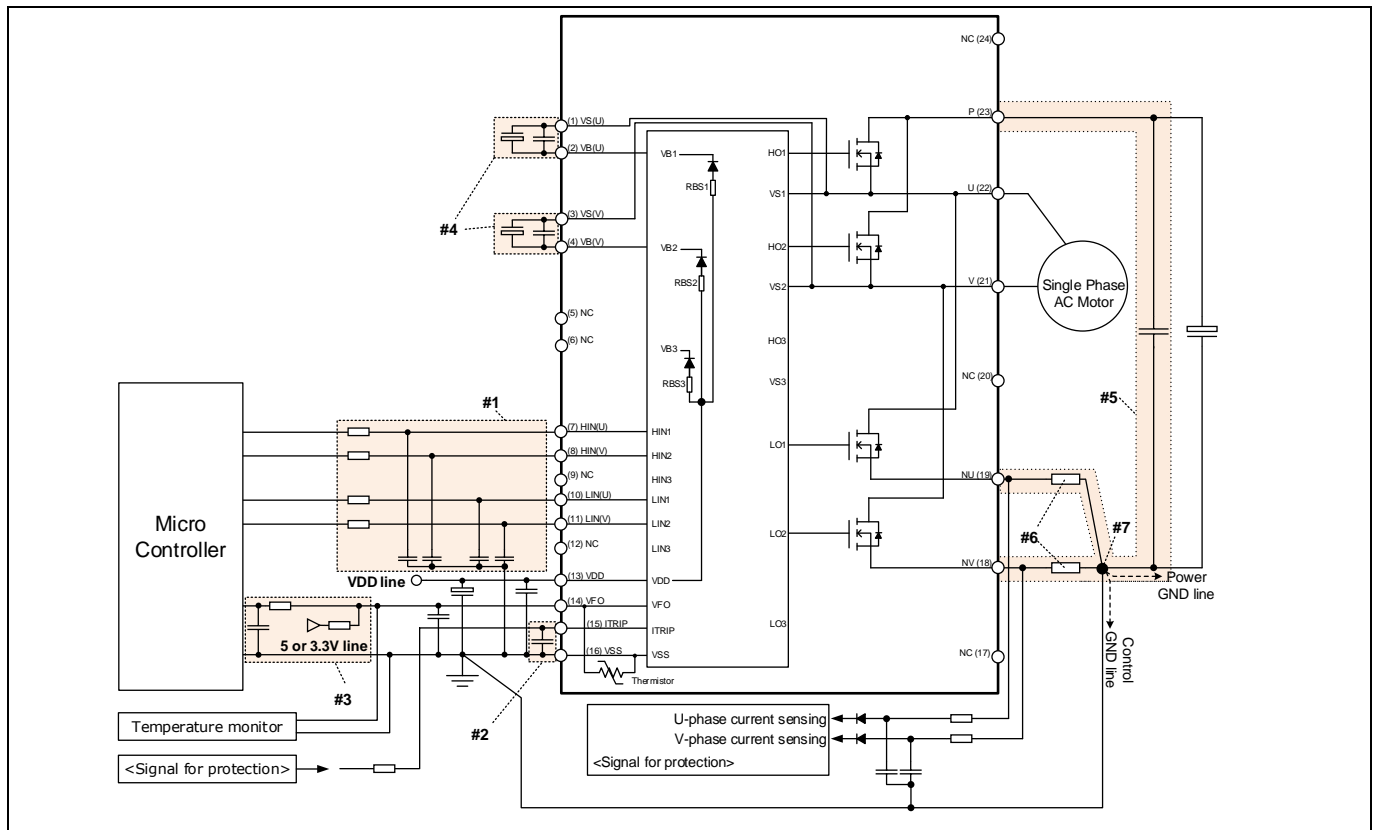 NC (24)
P (23)
(1) VS(U)
(2) VB(U)
VB1
RBS1
HO1
VS1
U (22)
#4
(3) VS(V)
(4) VB(V)
VB2
RBS2
HO2
VS2
V (21)
Single Phase
AC Motor
(5) NC
(6) NC
VB3
RBS3
HO3
VS3
NC (20)
#5
#1
(7) HIN(U)
HIN1
(8) HIN(V)
HIN2
(9) NC
HIN3
(10) LIN(U)
LIN1
(11) LIN(V)
LIN2
(12) NC
LIN3
LO1
NU (19)
#6
#7
LO2
NV (18)
Power
GND line
Control
GND line
Micro
Controller
VDD line
(13) VDD
VDD
(14) VFO
VFO
(15) ITRIP
ITRIP
(16) VSS
VSS
LO3
NC (17)
5 or 3.3V line
#3
#2
Thermistor
Temperature monitor
<Signal for protection>
U-phase current sensing
V-phase current sensing
<Signal for protection>